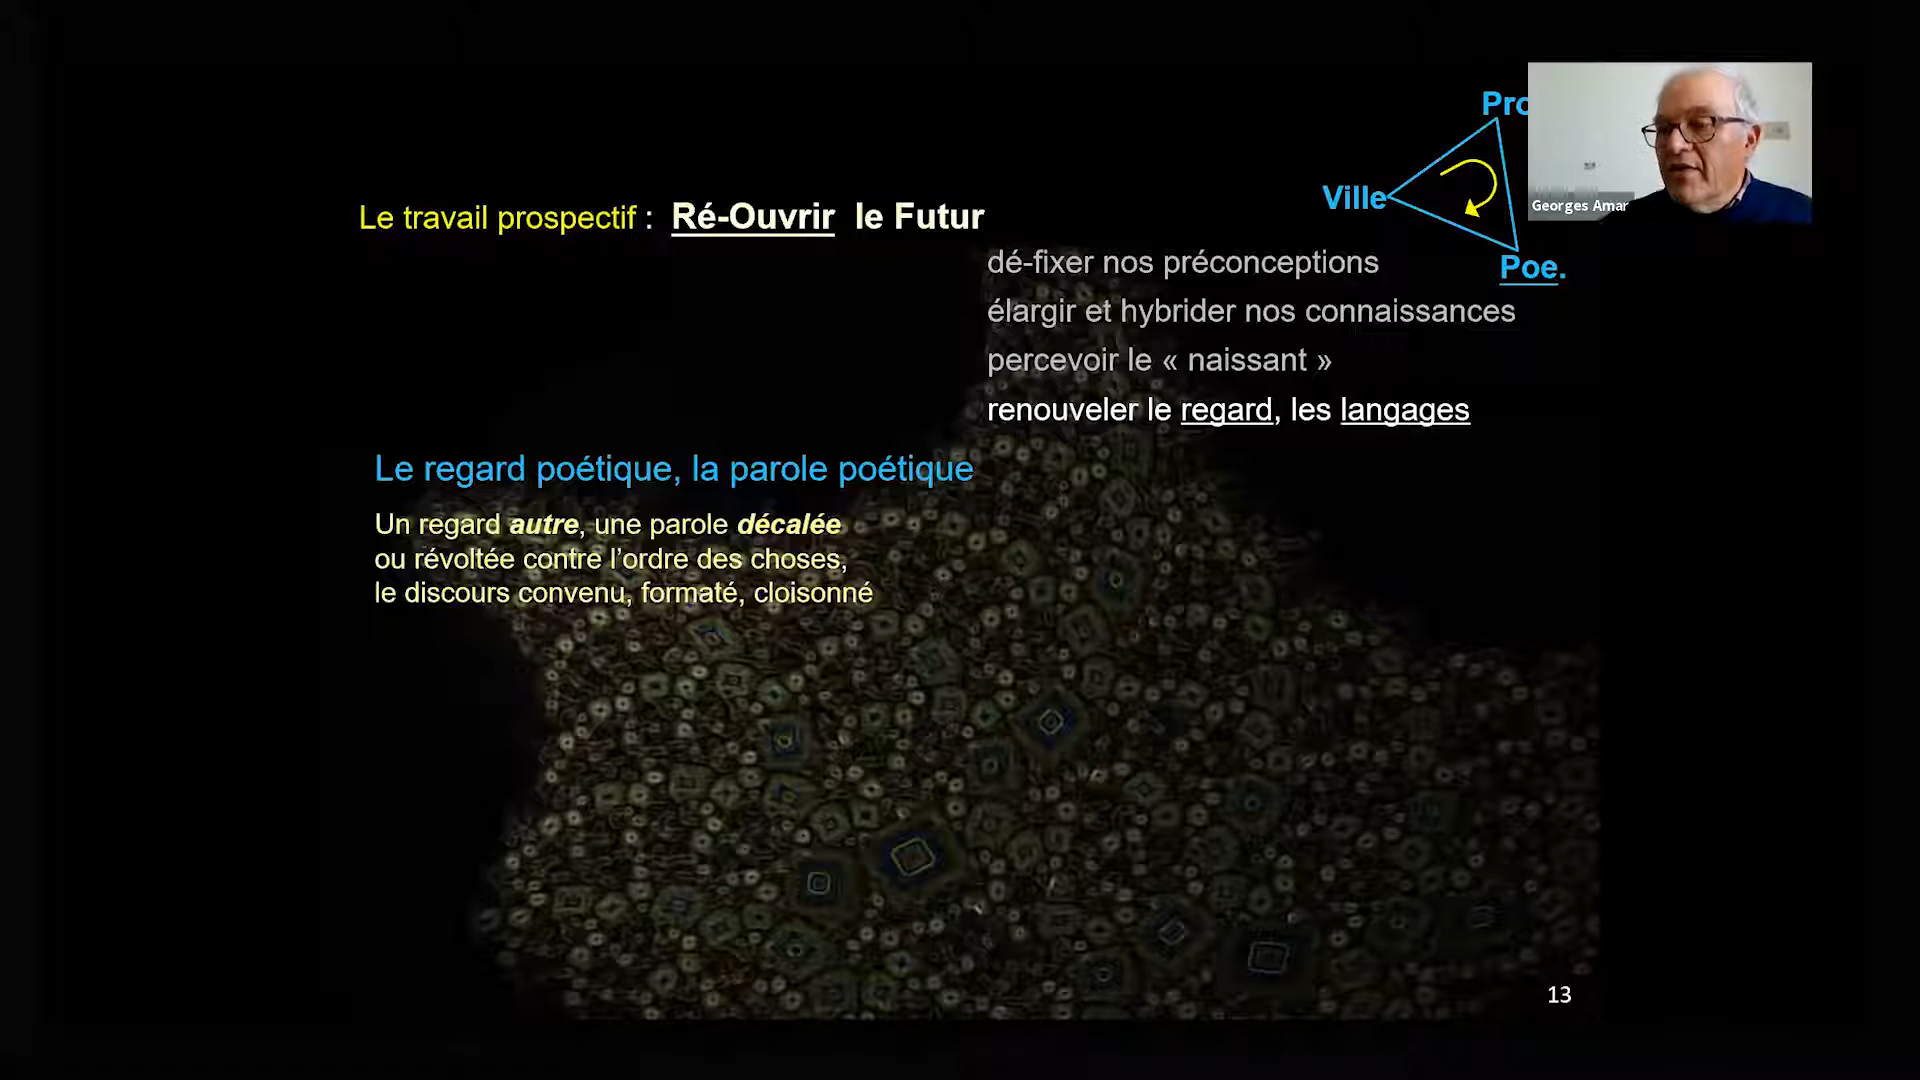 Pro
Ville
Georges Amar
Le travail prospectif : Ré-Ouvrir le Futur
Poe.
dé-fixer nos préconceptions
élargir et hybrider nos connaissances
percevoir le « naissant »
renouveler le regard, les langages
Le regard poétique, la parole poétique
Un regard autre, une parole décalée
ou révoltée contre l’ordre des choses,
le discours convenu, formaté, cloisonné
13